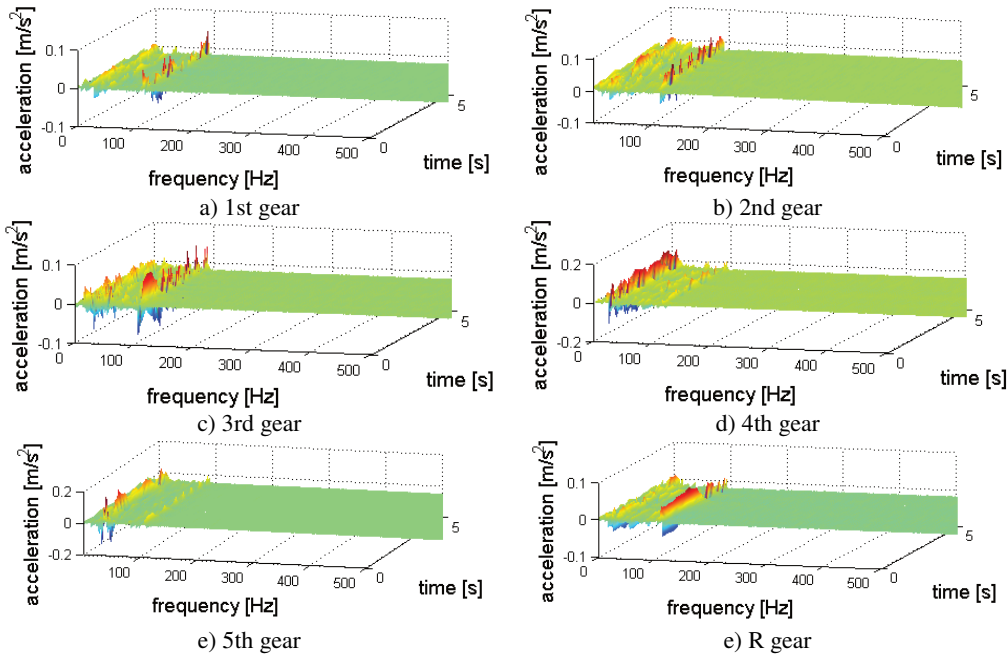 acceleration [m/s²]
0.1
0
-0.1
0
100
200
300
400
500
0
5
frequency [Hz]
time [s]
a) 1st gear
acceleration [m/s²]
0.1
0
-0.1
0
100
200
300
400
500
0
5
frequency [Hz]
time [s]
b) 2nd gear
acceleration [m/s²]
0.1
0
-0.1
0
100
200
300
400
500
0
5
frequency [Hz]
time [s]
c) 3rd gear
acceleration [m/s²]
0.2
0
-0.2
0
100
200
300
400
500
0
5
frequency [Hz]
time [s]
d) 4th gear
acceleration [m/s²]
0.2
0
-0.2
100
200
300
400
500
0
5
frequency [Hz]
time [s]
e) 5th gear
acceleration [m/s²]
0.1
0
-0.1
0
100
200
300
400
500
0
5
frequency [Hz]
time [s]
e) R gear